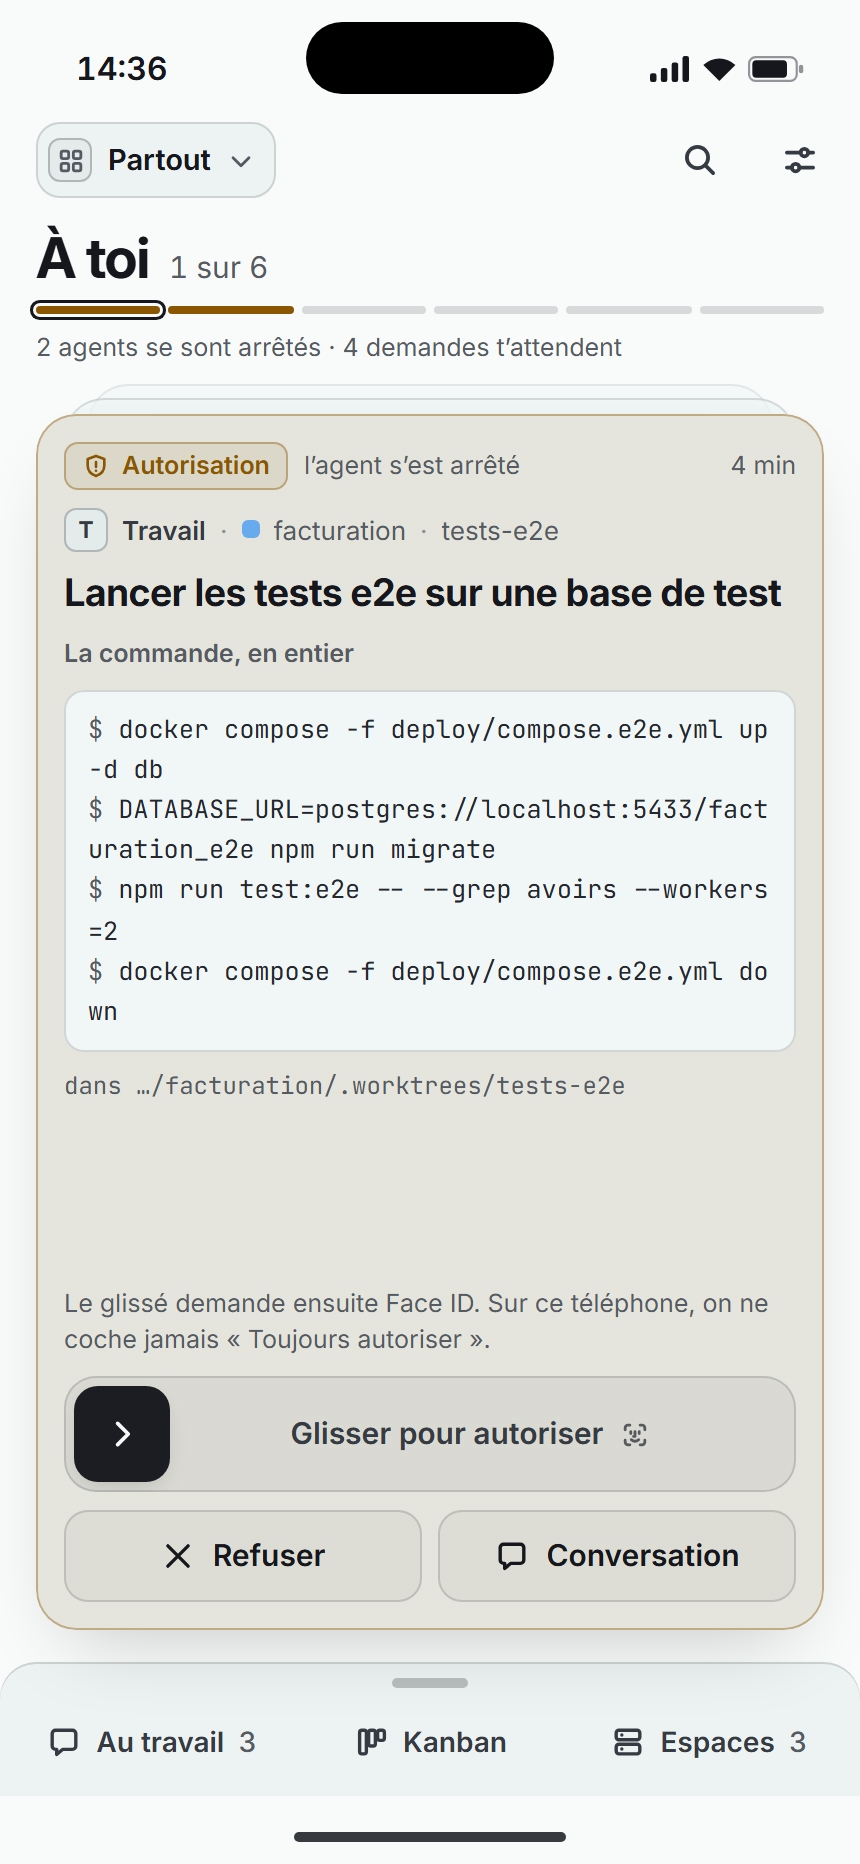 14:36
Partout
À toi 1 sur 6
2 agents se sont arrêtés · 4 demandes t’attendent
Autorisation l’agent s’est arrêté 4 min
T Travail · facturation · tests-e2e
Lancer les tests e2e sur une base de test
La commande, en entier
$ docker compose -f deploy/compose.e2e.yml up
-d db
$ DATABASE_URL=postgres://localhost:5433/fact
uration_e2e npm run migrate
$ npm run test:e2e -- --grep avoirs --workers
=2
$ docker compose -f deploy/compose.e2e.yml do
wn
dans …/facturation/.worktrees/tests-e2e
Le glissé demande ensuite Face ID. Sur ce téléphone, on ne
coche jamais « Toujours autoriser ».
Glisser pour autoriser
Refuser Conversation
Au travail 3 Kanban Espaces 3